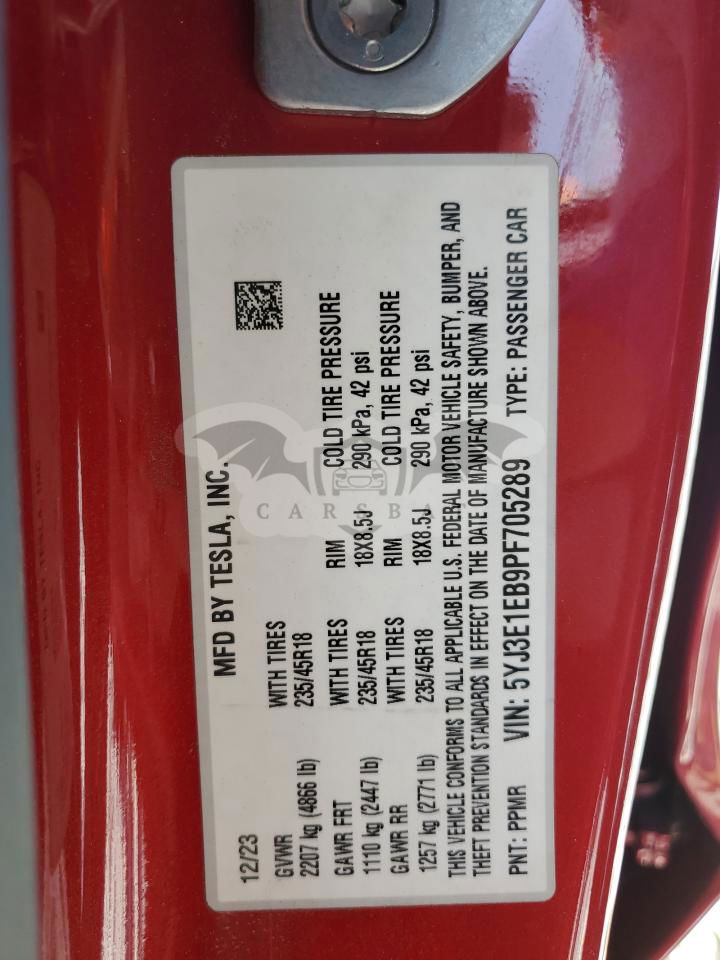 MFD BY TESLA, INC.
12/23
GVWR WITH TIRES
2207 kg (4866 lb) 235/45R18
GAWR FRT WITH TIRES RIM COLD TIRE PRESSURE
1110 kg (2447 lb) 235/45R18 18X8.5J 290 kPa, 42 psi
GAWR RR WITH TIRES RIM COLD TIRE PRESSURE
1257 kg (2771 lb) 235/45R18 18X8.5J 290 kPa, 42 psi
THIS VEHICLE CONFORMS TO ALL APPLICABLE U.S. FEDERAL MOTOR VEHICLE SAFETY, BUMPER, AND
THEFT PREVENTION STANDARDS IN EFFECT ON THE DATE OF MANUFACTURE SHOWN ABOVE.
PNT: PPMR VIN: 5YJ3E1EB9PF705289 TYPE: PASSENGER CAR